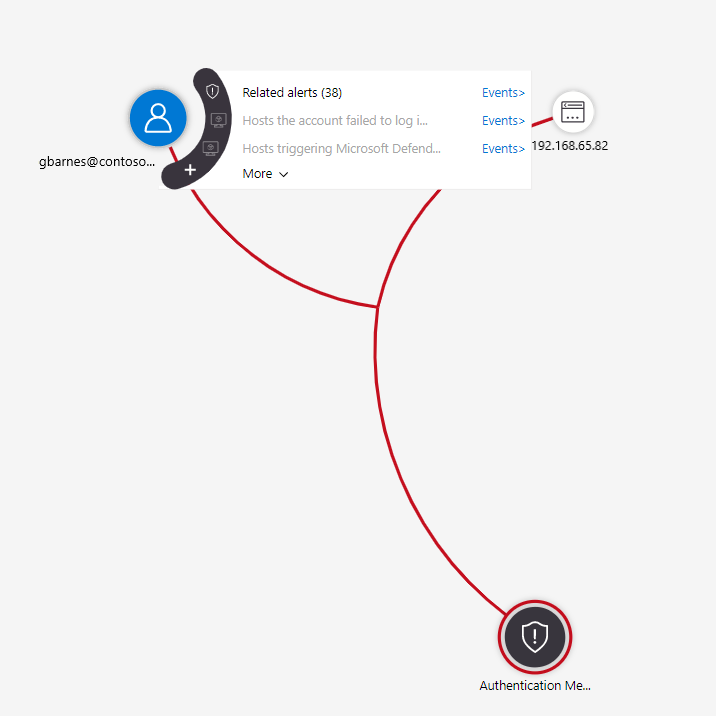 Related alerts (38) Events>
Hosts the account failed to log i... Events>
Hosts triggering Microsoft Defend... Events>
More
gbarnes@contoso...
192.168.65.82
Authentication Me...